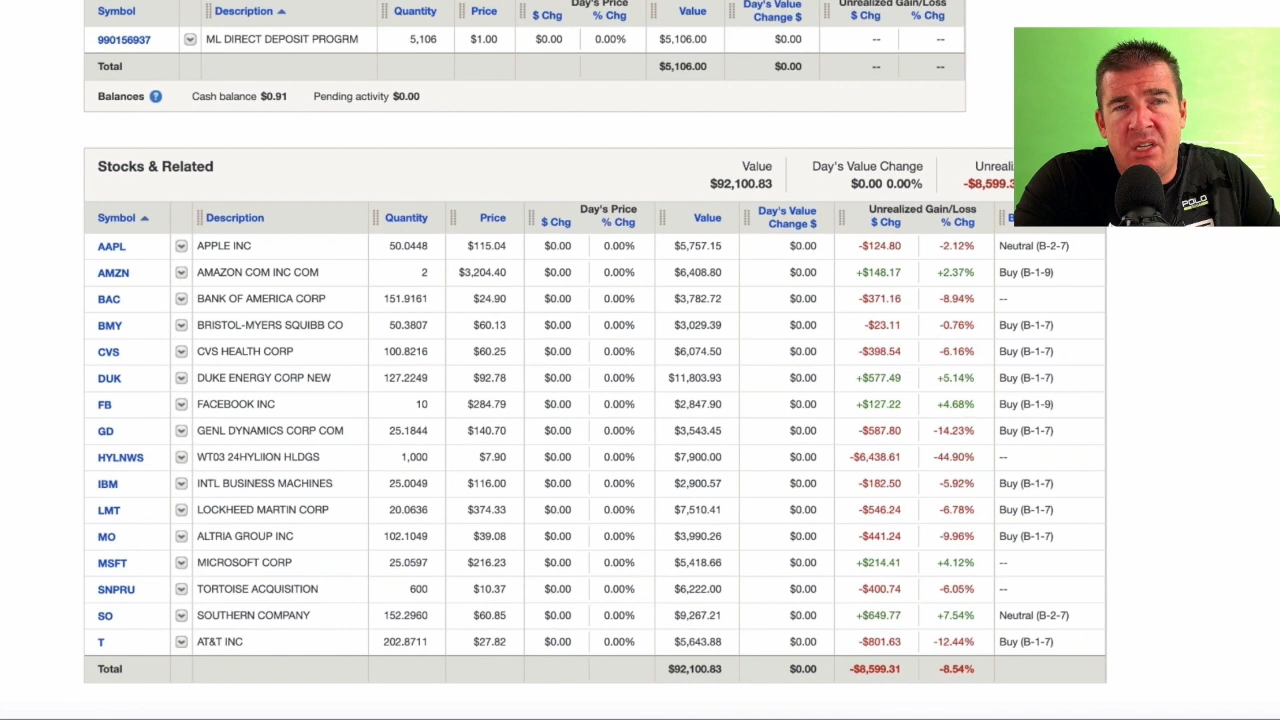 Symbol Description Quantity Price Day's Price $ Chg % Chg Value Day's Value Change $ Unrealized Gain/Loss $ Chg % Chg
990156937 ML DIRECT DEPOSIT PROGRM 5,106 $1.00 $0.00 0.00% $5,106.00 $0.00 -- --
Total $5,106.00 $0.00 -- --
Balances ? Cash balance $0.91 Pending activity $0.00
Stocks & Related
Value Day's Value Change
$92,100.83 $0.00 0.00% -$8,599.3
Symbol Description Quantity Price Day's Price $ Chg % Chg Value Day's Value Change $ Unrealized Gain/Loss $ Chg % Chg
AAPL APPLE INC 50.0448 $115.04 $0.00 0.00% $5,757.15 $0.00 -$124.80 -2.12% Neutral (B-2-7)
AMZN AMAZON COM INC COM 2 $3,204.40 $0.00 0.00% $6,408.80 $0.00 +$148.17 +2.37% Buy (B-1-9)
BAC BANK OF AMERICA CORP 151.9161 $24.90 $0.00 0.00% $3,782.72 $0.00 -$371.16 -8.94% --
BMY BRISTOL-MYERS SQUIBB CO 50.3807 $60.13 $0.00 0.00% $3,029.39 $0.00 -$23.11 -0.76% Buy (B-1-7)
CVS CVS HEALTH CORP 100.8216 $60.25 $0.00 0.00% $6,074.50 $0.00 -$398.54 -6.16% Buy (B-1-7)
DUK DUKE ENERGY CORP NEW 127.2249 $92.78 $0.00 0.00% $11,803.93 $0.00 +$577.49 +5.14% Buy (B-1-7)
FB FACEBOOK INC 10 $284.79 $0.00 0.00% $2,847.90 $0.00 +$127.22 +4.68% Buy (B-1-9)
GD GENL DYNAMICS CORP COM 25.1844 $140.70 $0.00 0.00% $3,543.45 $0.00 -$587.80 -14.23% Buy (B-1-7)
HYLNWS WT03 24HYLIION HLDGS 1,000 $7.90 $0.00 0.00% $7,900.00 $0.00 -$6,438.61 -44.90% --
IBM INTL BUSINESS MACHINES 25.0049 $116.00 $0.00 0.00% $2,900.57 $0.00 -$182.50 -5.92% Buy (B-1-7)
LMT LOCKHEED MARTIN CORP 20.0636 $374.33 $0.00 0.00% $7,510.41 $0.00 -$546.24 -6.78% Buy (B-1-7)
MO ALTRIA GROUP INC 102.1049 $39.08 $0.00 0.00% $3,990.26 $0.00 -$441.24 -9.96% Buy (B-1-7)
MSFT MICROSOFT CORP 25.0597 $216.23 $0.00 0.00% $5,418.66 $0.00 +$214.41 +4.12% --
SNPRU TORTOISE ACQUISITION 600 $10.37 $0.00 0.00% $6,222.00 $0.00 -$400.74 -6.05% --
SO SOUTHERN COMPANY 152.2960 $60.85 $0.00 0.00% $9,267.21 $0.00 +$649.77 +7.54% Neutral (B-2-7)
T AT&T INC 202.8711 $27.82 $0.00 0.00% $5,643.88 $0.00 -$801.63 -12.44% Buy (B-1-7)
Total $92,100.83 $0.00 -$8,599.31 -8.54%
POLO